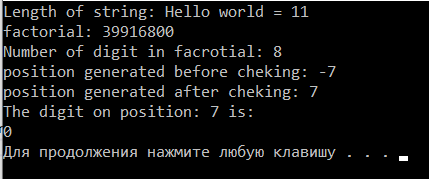 Length of string: Hello world = 11
factorial: 39916800
Number of digit in facrotial: 8
position generated before cheking: -7
position generated after cheking: 7
The digit on position: 7 is:
0
Для продолжения нажмите любую клавишу . . .